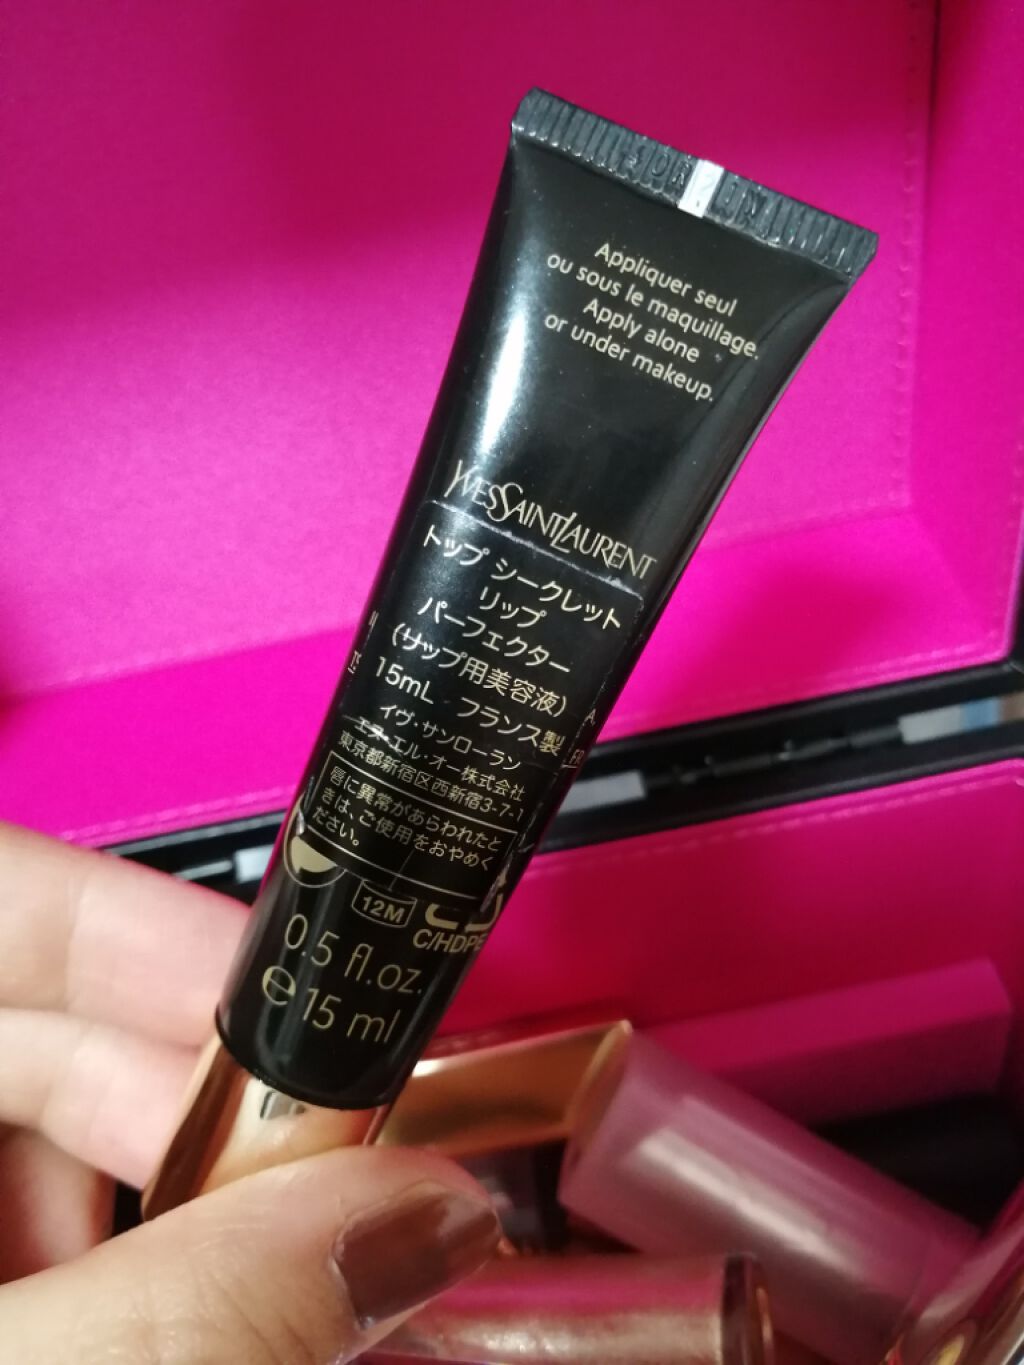 Appliquer seul
ou sous le maquillage.
Apply alone
or under makeup.
YVESSAINTLAURENT
トップ シークレット
リップ
パーフェクター
(リップ用美容液)
15mL フランス製
イヴ・サンローラン
エヌ・エル・オー株式会社
東京都新宿区西新宿3-7-1
唇に異常があらわれたと
きは、ご使用をおやめく
ださい。
12M
C/HDPE
0.5 fl.oz.
℮15 ml